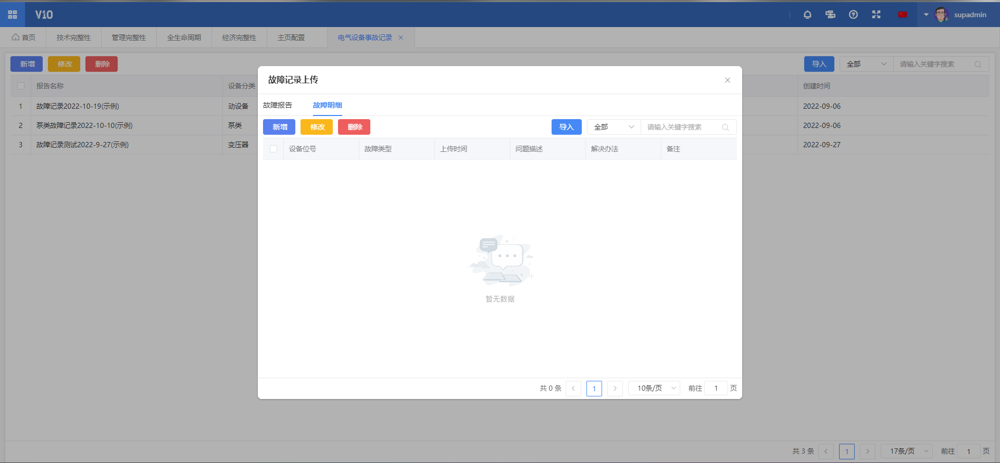 V10
supadmin
首页 技术完整性 管理完整性 全生命周期 经济完整性 主页配置 电气设备事故记录
新增 修改 删除 导入 全部 请输入关键字搜索
报告名称 设备分类 创建时间
1 故障记录2022-10-19(示例) 动设备 2022-09-06
2 泵类故障记录2022-10-10(示例) 泵类 2022-09-06
3 故障记录测试2022-9-27(示例) 变压器 2022-09-27
故障记录上传
故障报告 故障明细
新增 修改 删除 导入 全部 请输入关键字搜索
设备位号 故障类型 上传时间 问题描述 解决办法 备注
暂无数据
共 0 条 1 10条/页 前往 1 页
共 3 条 1 17条/页 前往 1 页